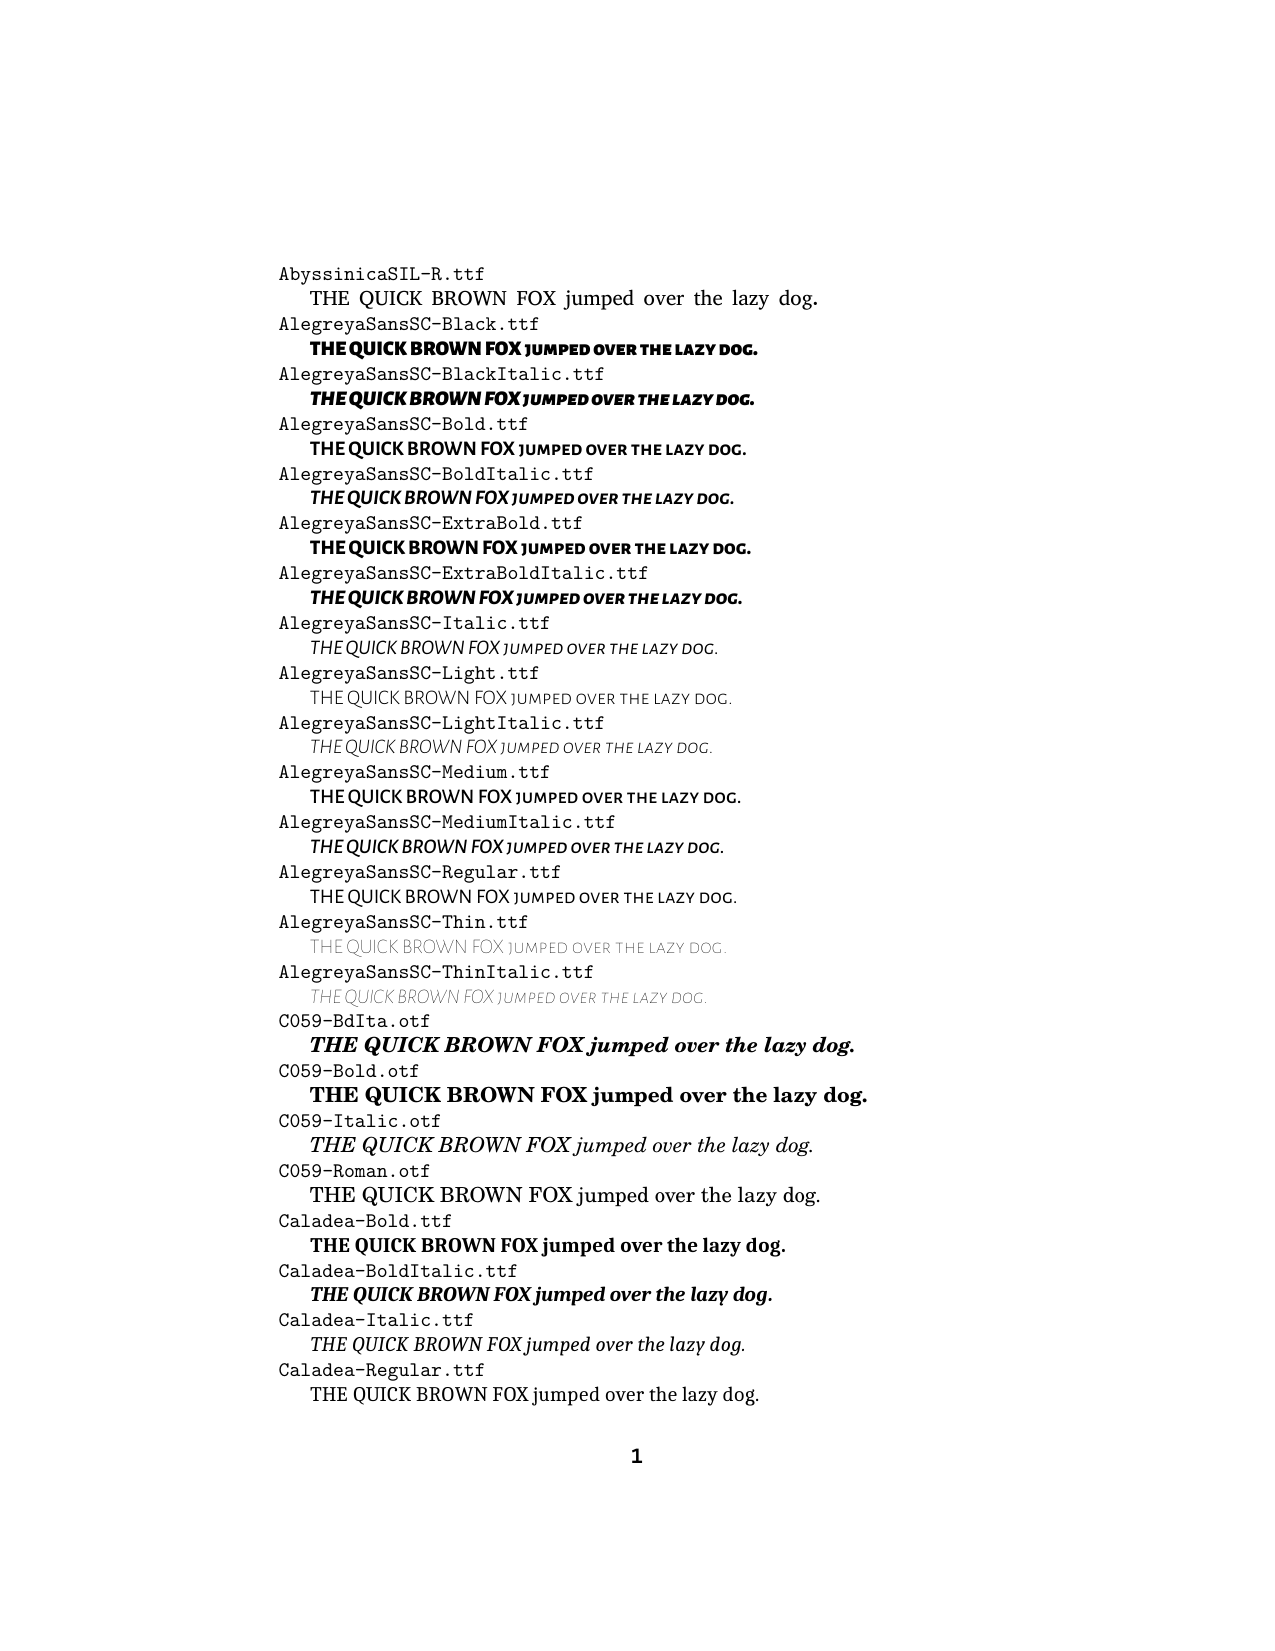 AbyssinicaSIL-R.ttf
THE QUICK BROWN FOX jumped over the lazy dog.
AlegreyaSansSC-Black.ttf
THE QUICK BROWN FOX jumped over the lazy dog.
AlegreyaSansSC-BlackItalic.ttf
THE QUICK BROWN FOX jumped over the lazy dog.
AlegreyaSansSC-Bold.ttf
THE QUICK BROWN FOX jumped over the lazy dog.
AlegreyaSansSC-BoldItalic.ttf
THE QUICK BROWN FOX jumped over the lazy dog.
AlegreyaSansSC-ExtraBold.ttf
THE QUICK BROWN FOX jumped over the lazy dog.
AlegreyaSansSC-ExtraBoldItalic.ttf
THE QUICK BROWN FOX jumped over the lazy dog.
AlegreyaSansSC-Italic.ttf
THE QUICK BROWN FOX jumped over the lazy dog.
AlegreyaSansSC-Light.ttf
THE QUICK BROWN FOX jumped over the lazy dog.
AlegreyaSansSC-LightItalic.ttf
THE QUICK BROWN FOX jumped over the lazy dog.
AlegreyaSansSC-Medium.ttf
THE QUICK BROWN FOX jumped over the lazy dog.
AlegreyaSansSC-MediumItalic.ttf
THE QUICK BROWN FOX jumped over the lazy dog.
AlegreyaSansSC-Regular.ttf
THE QUICK BROWN FOX jumped over the lazy dog.
AlegreyaSansSC-Thin.ttf
THE QUICK BROWN FOX jumped over the lazy dog.
AlegreyaSansSC-ThinItalic.ttf
THE QUICK BROWN FOX jumped over the lazy dog.
C059-BdIta.otf
THE QUICK BROWN FOX jumped over the lazy dog.
C059-Bold.otf
THE QUICK BROWN FOX jumped over the lazy dog.
C059-Italic.otf
THE QUICK BROWN FOX jumped over the lazy dog.
C059-Roman.otf
THE QUICK BROWN FOX jumped over the lazy dog.
Caladea-Bold.ttf
THE QUICK BROWN FOX jumped over the lazy dog.
Caladea-BoldItalic.ttf
THE QUICK BROWN FOX jumped over the lazy dog.
Caladea-Italic.ttf
THE QUICK BROWN FOX jumped over the lazy dog.
Caladea-Regular.ttf
THE QUICK BROWN FOX jumped over the lazy dog.
1